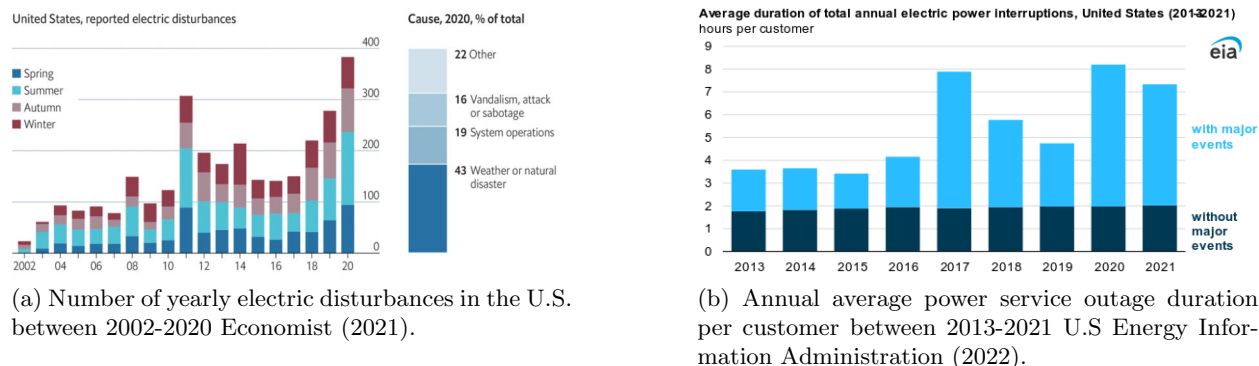 United States, reported electric disturbances
400
300
200
100
0
Spring
Summer
Autumn
Winter
2002 04 06 08 10 12 14 16 18 20
Cause, 2020, % of total
22 Other
16 Vandalism, attack
or sabotage
19 System operations
43 Weather or natural
disaster
(a) Number of yearly electric disturbances in the U.S.
between 2002-2020 Economist (2021).
Average duration of total annual electric power interruptions, United States (2013-2021)
hours per customer
eia
9
8
7
6
5
4
3
2
1
0
with major
events
without
major
events
2013 2014 2015 2016 2017 2018 2019 2020 2021
(b) Annual average power service outage duration
per customer between 2013-2021 U.S Energy Infor-
mation Administration (2022).